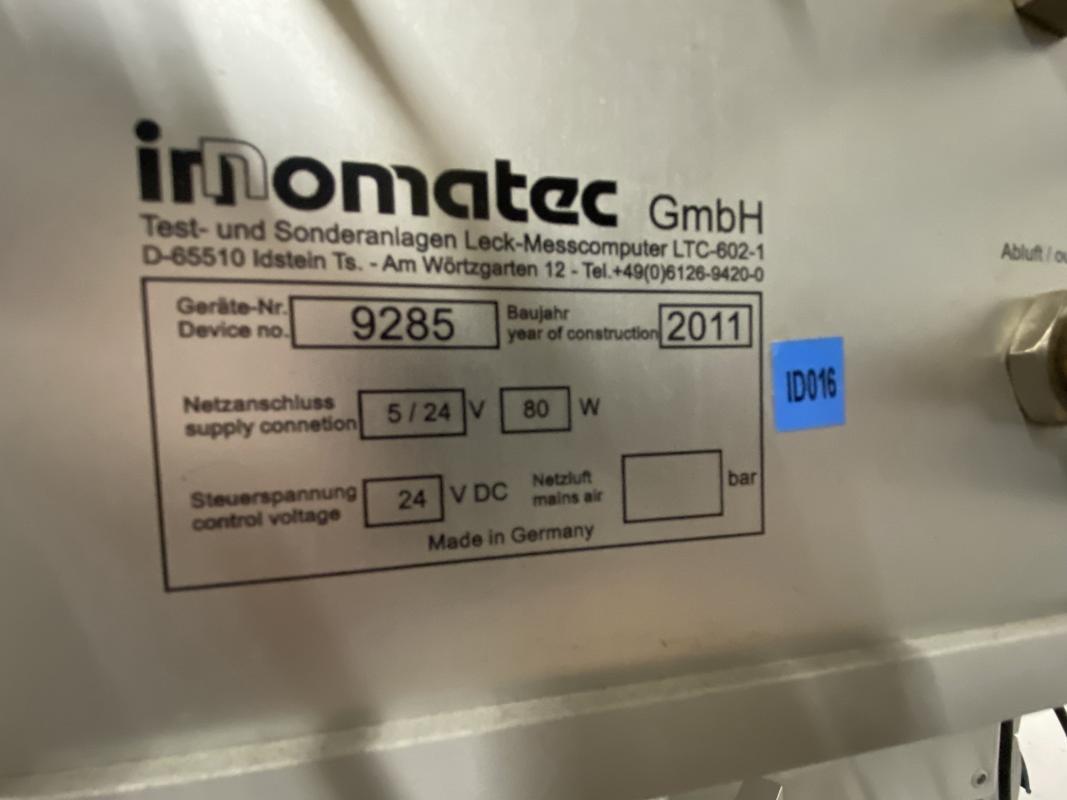 innomatec GmbH
Test- und Sonderanlagen Leck-Messcomputer LTC-602-1
D-65510 Idstein Ts. - Am Wörtzgarten 12 - Tel.+49(0)6126-9420-0
Geräte-Nr. 9285 Baujahr 2011
Device no. year of construction
Netzanschluss 5 / 24 V 80 W
supply connetion
Steuerspannung 24 V DC Netzluft bar
control voltage mains air
Made in Germany
ID016
Abluft /